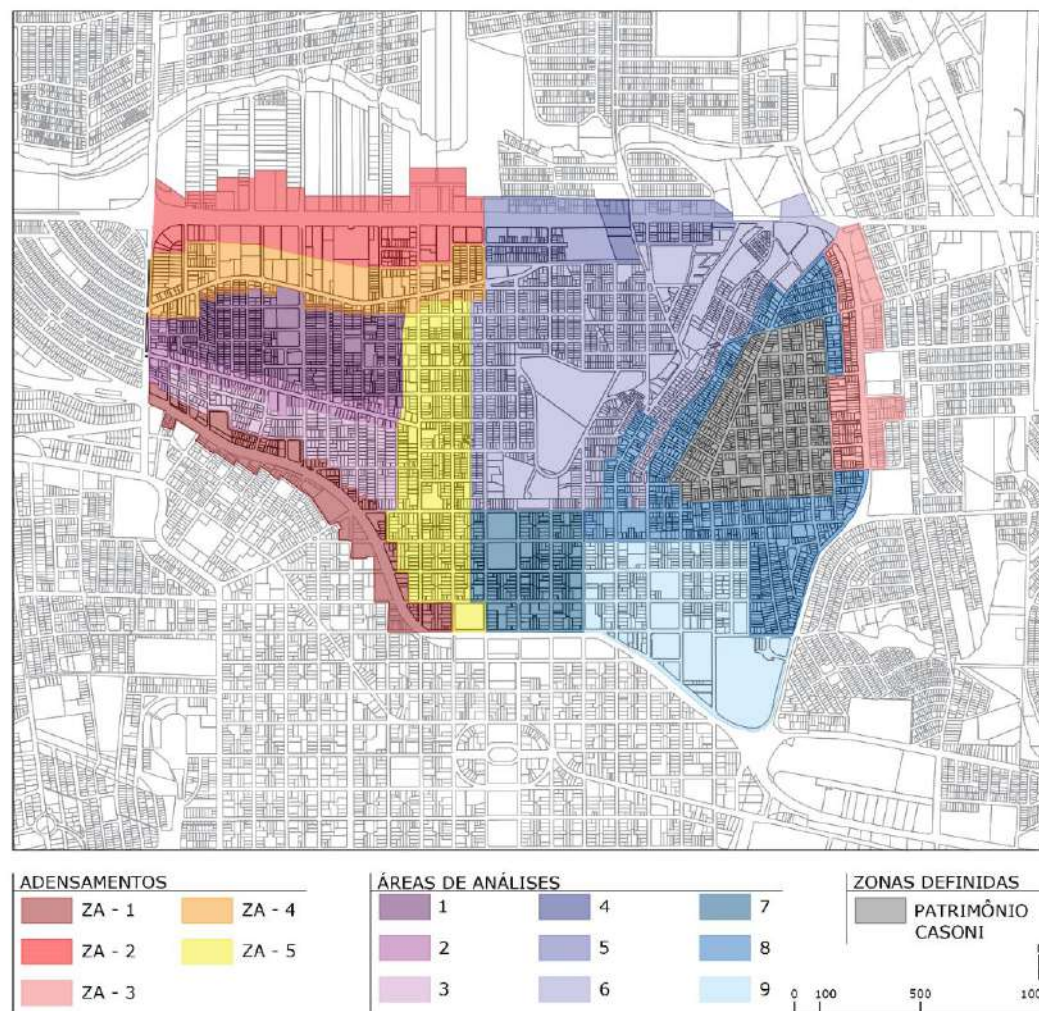 ADENSAMENTOS
ZA - 1
ZA - 4
ZA - 2
ZA - 5
ZA - 3
ÁREAS DE ANÁLISES
1
4
7
2
5
8
3
6
9
ZONAS DEFINIDAS
PATRIMÔNIO
CASONI
0 100 500 100